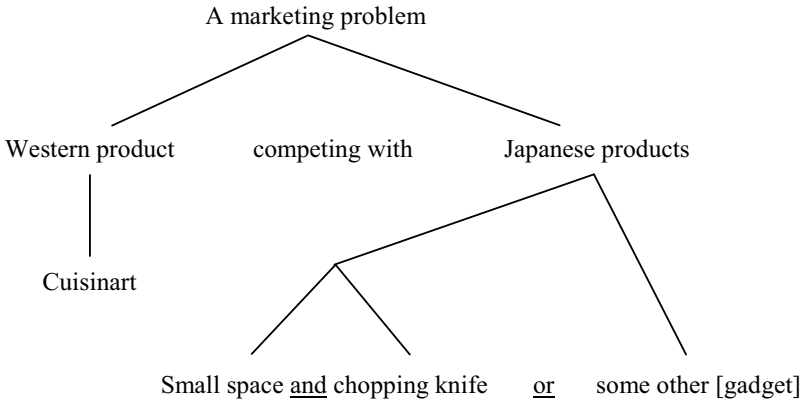 A marketing problem
Western product competing with Japanese products
Cuisinart
Small space and chopping knife or some other [gadget]